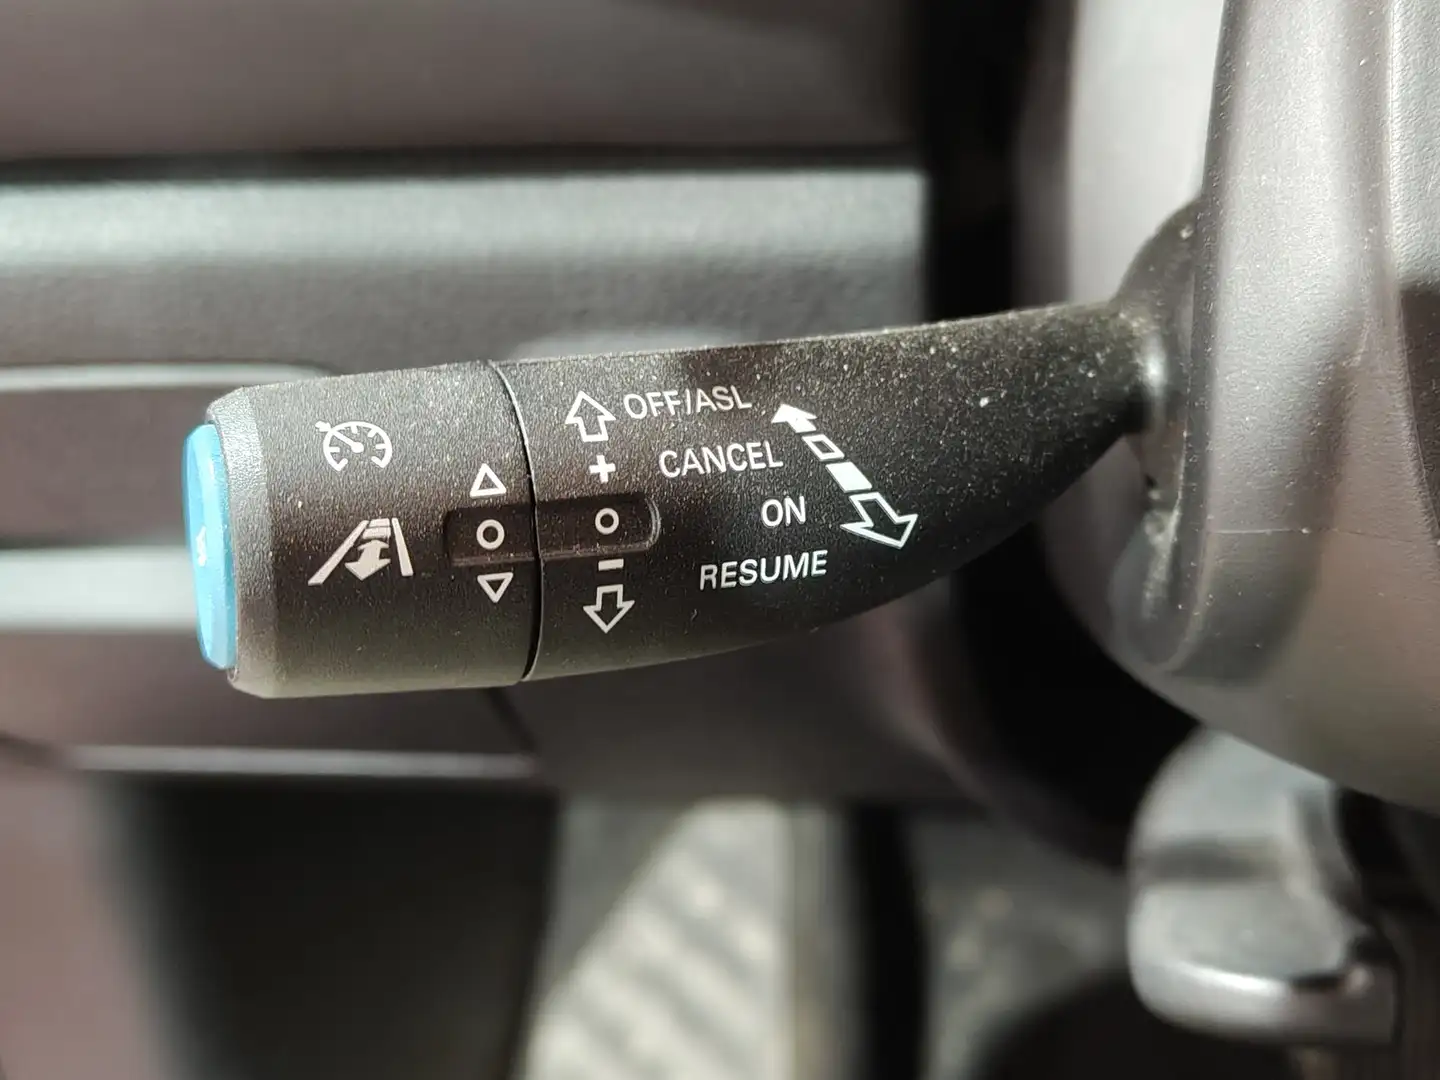 OFF/ASL
+
CANCEL
ON
-
RESUME